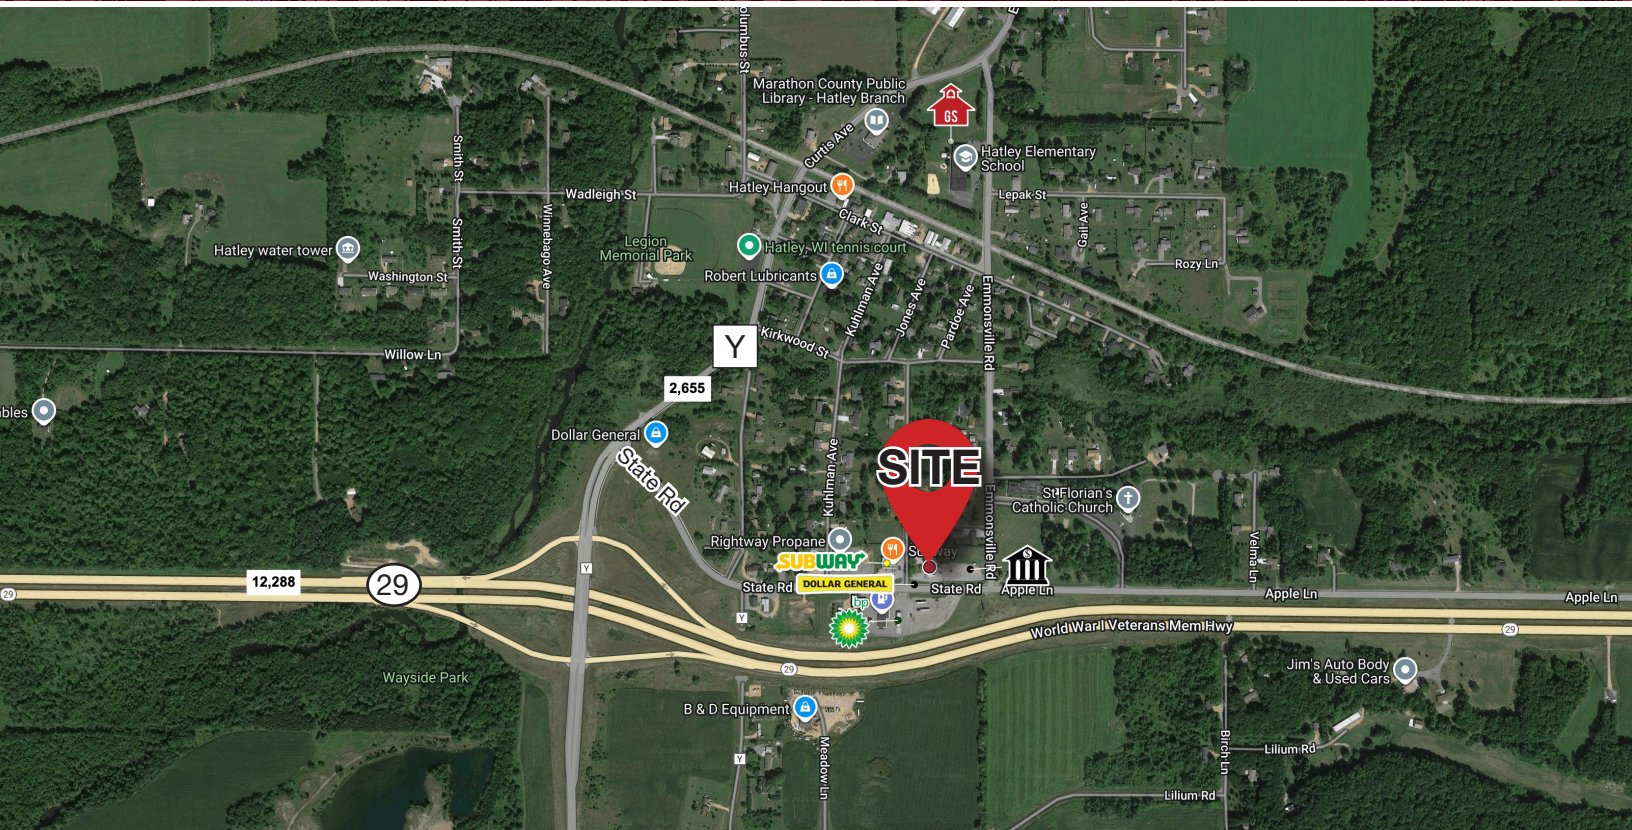 olumbus St
E
Marathon County Public
Library - Hatley Branch
GS
Curtis Ave
Hatley Elementary
School
Smith St
Wadleigh St
Hatley Hangout
Lepak St
Winnebago Ave
Clark St
Gail Ave
Smith St
Legion
Memorial Park
Hatley, WI tennis court
Hatley water tower
Washington St
Robert Lubricants
Kuhlman Ave
Jones Ave
Pardoe Ave
Emmonsville Rd
Rozy Ln
Willow Ln
Y
Kirkwood St
2,655
bles
Dollar General
State Rd
Kuhlman Ave
SITE
Emmonsville Rd
St Florian's
Catholic Church
Velma Ln
Rightway Propane
Subway
SUBWAY
$
Y
12,288
29
29
State Rd
DOLLAR GENERAL
State Rd
Apple Ln
Apple Ln
Apple Ln
bp
Y
World War I Veterans Mem Hwy
29
29
Wayside Park
Jim's Auto Body
& Used Cars
B & D Equipment
Meadow Ln
Y
Birch Ln
Lilium Rd
Lilium Rd